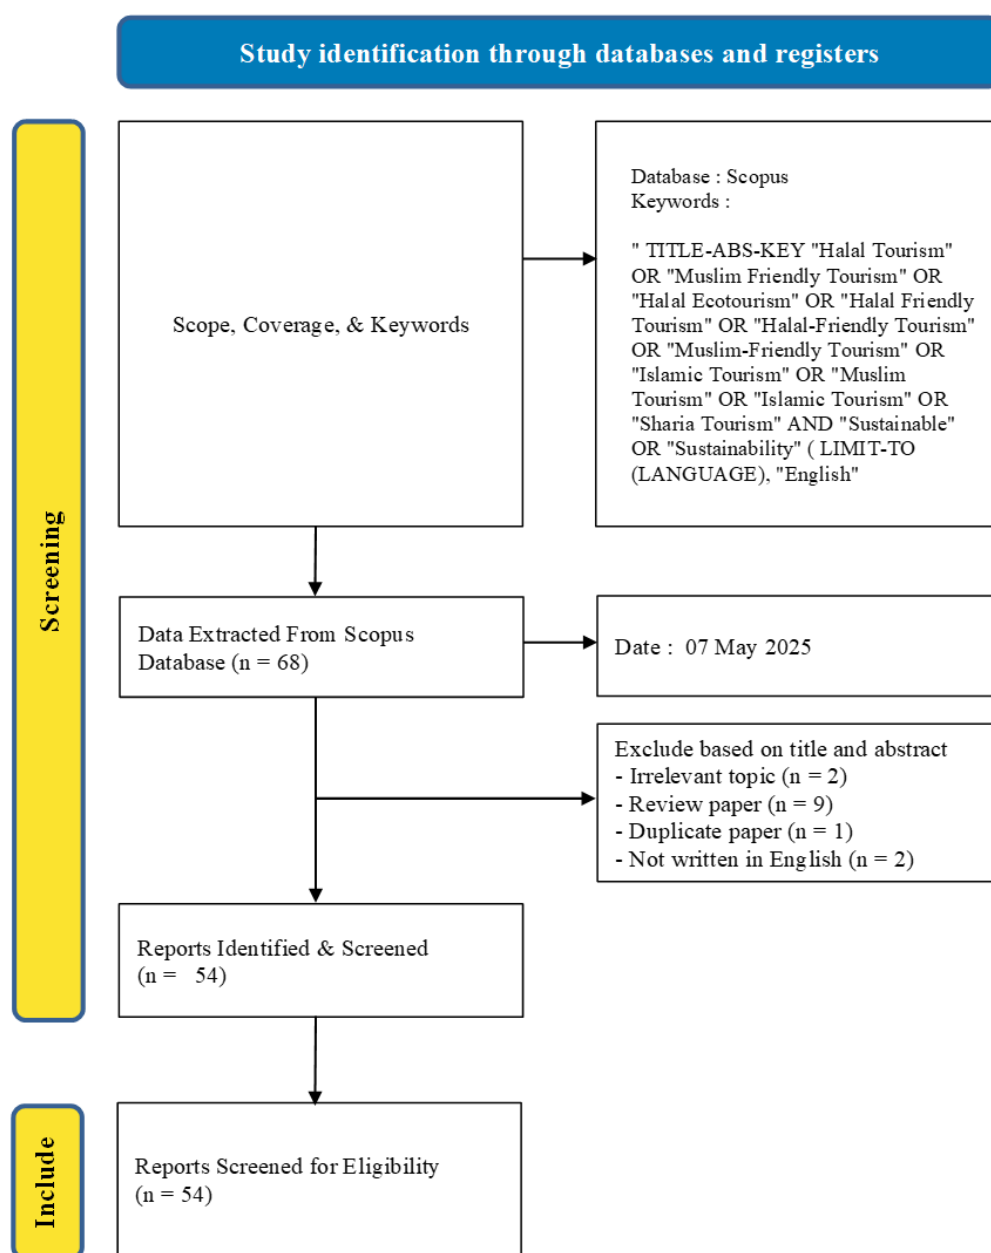 Study identification through databases and registers
Screening
Scope, Coverage, & Keywords
Database : Scopus
Keywords :
" TITLE-ABS-KEY "Halal Tourism"
OR "Muslim Friendly Tourism" OR
"Halal Ecotourism" OR "Halal Friendly
Tourism" OR "Halal-Friendly Tourism"
OR "Muslim-Friendly Tourism" OR
"Islamic Tourism" OR "Muslim
Tourism" OR "Islamic Tourism" OR
"Sharia Tourism" AND "Sustainable"
OR "Sustainability" ( LIMIT-TO
(LANGUAGE), "English"
Data Extracted From Scopus
Database (n = 68)
Date : 07 May 2025
Exclude based on title and abstract
- Irrelevant topic (n = 2)
- Review paper (n = 9)
- Duplicate paper (n = 1)
- Not written in English (n = 2)
Reports Identified & Screened
(n = 54)
Include
Reports Screened for Eligibility
(n = 54)